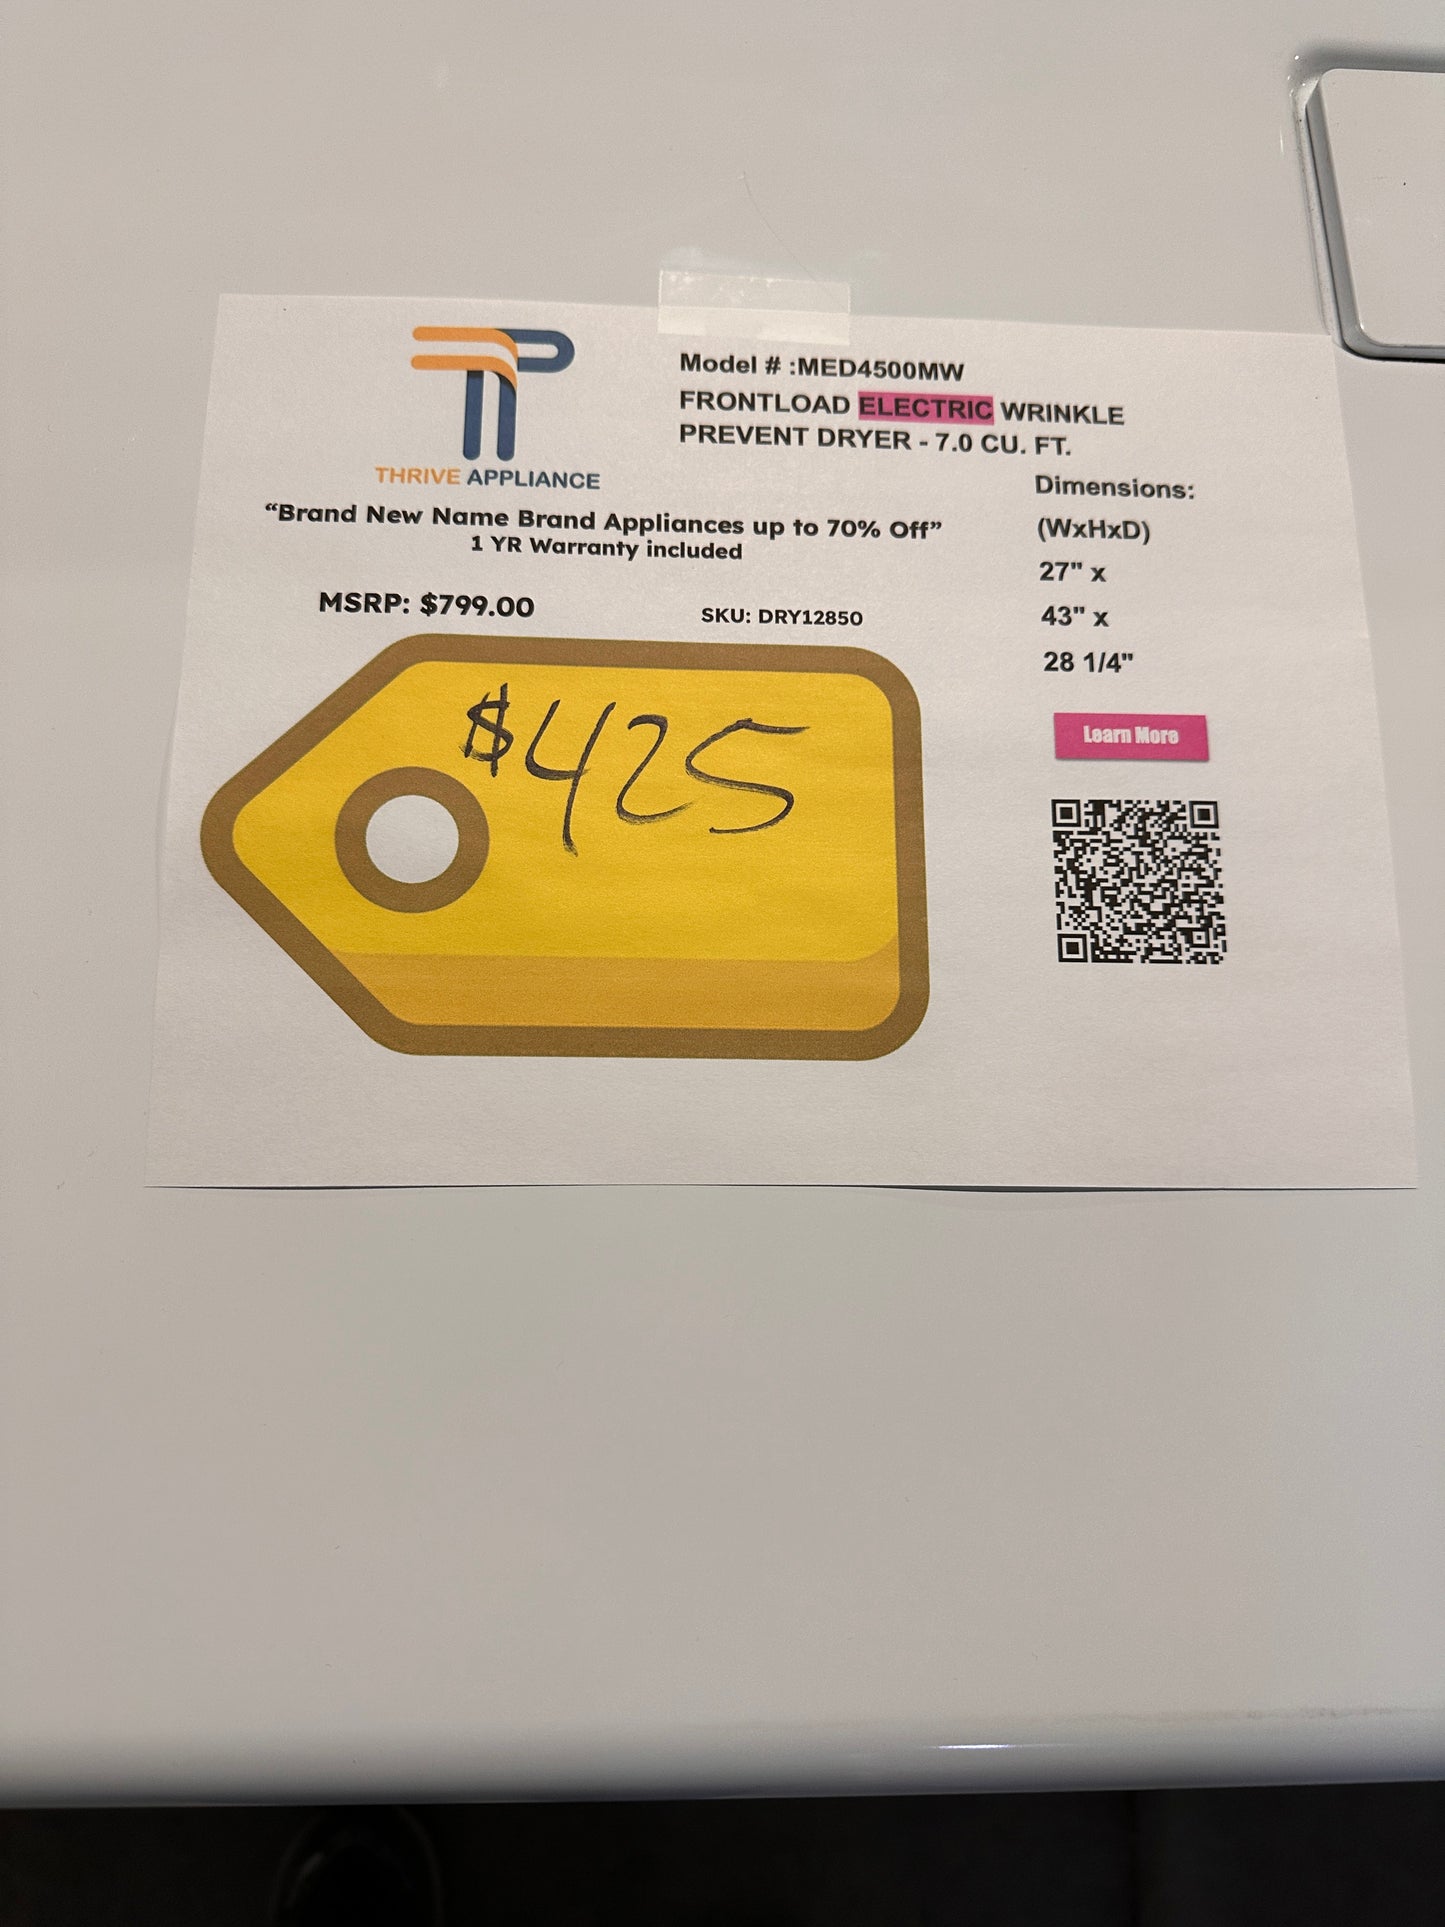 THRIVE APPLIANCE
Model # :MED4500MW
FRONTLOAD ELECTRIC WRINKLE
PREVENT DRYER - 7.0 CU. FT.
“Brand New Name Brand Appliances up to 70% Off”
1 YR Warranty included
MSRP: $799.00
SKU: DRY12850
$425
Dimensions:
(WxHxD)
27" x
43" x
28 1/4"
Learn More